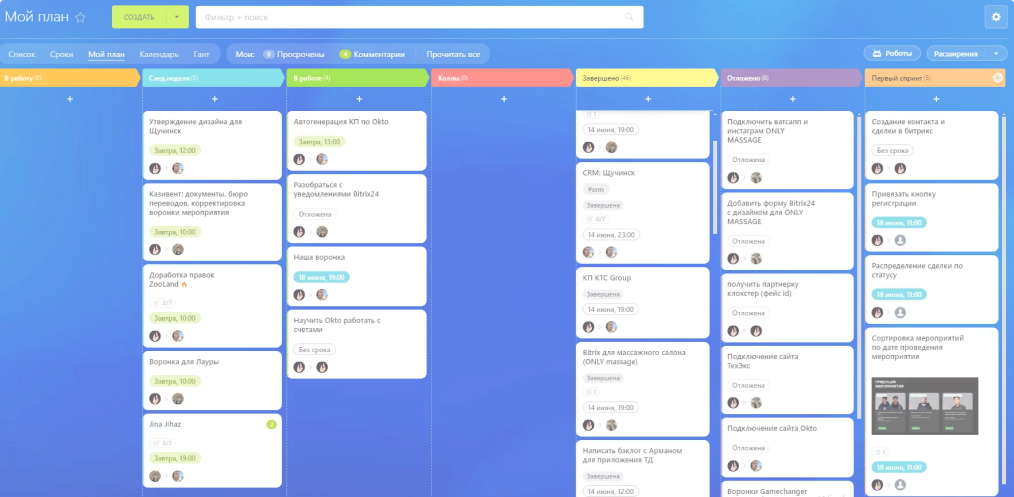 Мой план
СОЗДАТЬ
Фильтр + поиск
Список Сроки Мой план Календарь Гант
Мои: 0 Просрочены 4 Комментарии Прочитать все
Роботы
Расширения
В работу (0)
След.неделя (5)
Утверждение дизайна для
Щучинск
Завтра, 12:00
Казивент: документы, бюро
переводов, корректировка
воронки мероприятия
Завтра, 10:00
Доработка правок
ZooLand
2/7
Завтра, 10:00
Воронка для Лауры
Завтра, 10:00
Jina Jihaz
2
2/3
Завтра, 19:00
В работе (4)
Автогенерация КП по Okto
Завтра, 13:00
Разобраться с
уведомлениями Bitrix24
Отложена
Наша воронка
18 июня, 19:00
Научить Okto работать с
счетами
Без срока
Коллы (0)
Завершено (46)
1
14 июня, 19:00
CRM: Щучинск
#crm
Завершена
6/7
14 июня, 23:00
КП КТС Group
Завершена
14 июня, 19:00
Bitrix для массажного салона
(ONLY massage)
Завершена
1
14 июня, 19:00
Написать бэклог с Арманом
для приложения ТД
Завершена
14 июня, 12:00
Отложено (8)
Подключить ватсапп и
инстаграм ONLY
MASSAGE
Отложена
Добавить форму Bitrix24
с дизайном для ONLY
MASSAGE
Отложена
получить партнерку
клокстер (фейс id)
Отложена
Подключение сайта
ТехЭкс
Отложена
Подключение сайта Okto
Отложена
Воронки Gamechanger
Первый спринт (5)
Создание контакта и
сделки в битрикс
Без срока
Привязать кнопку
регистрации
18 июня, 11:00
Распределение сделки по
статусу
18 июня, 11:00
Сортировка мероприятий
по дате проведения
мероприятия
1
18 июня, 11:00